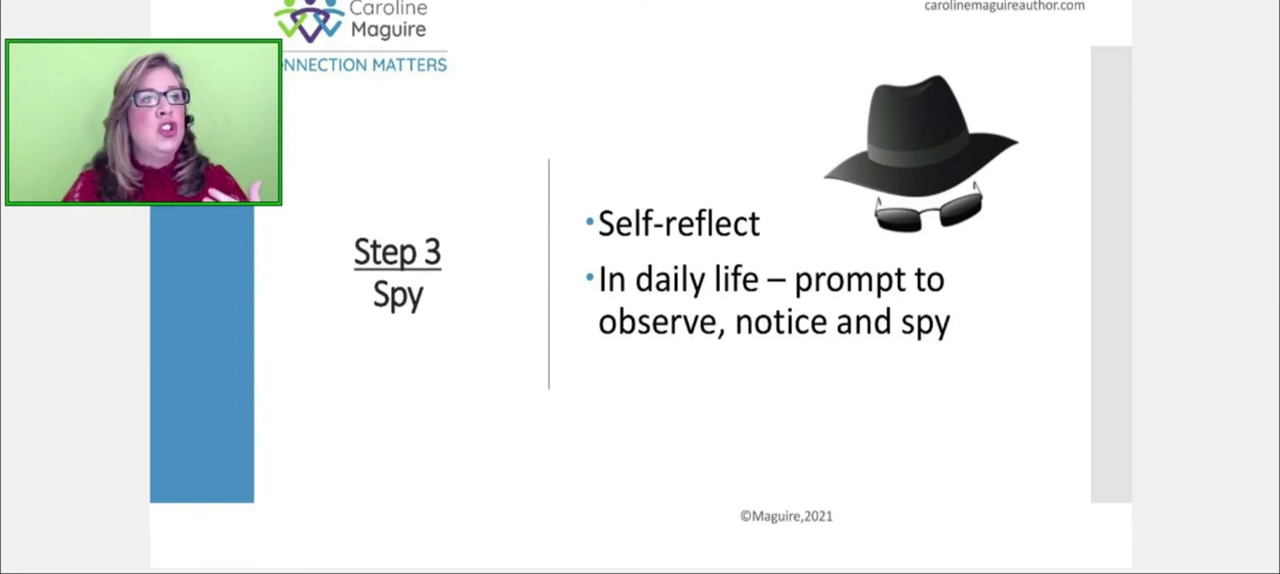 Caroline
Maguire
NNECTION MATTERS
carolinemaguireauthor.com
Step 3
Spy
•Self-reflect
•In daily life – prompt to
observe, notice and spy
©Maguire,2021